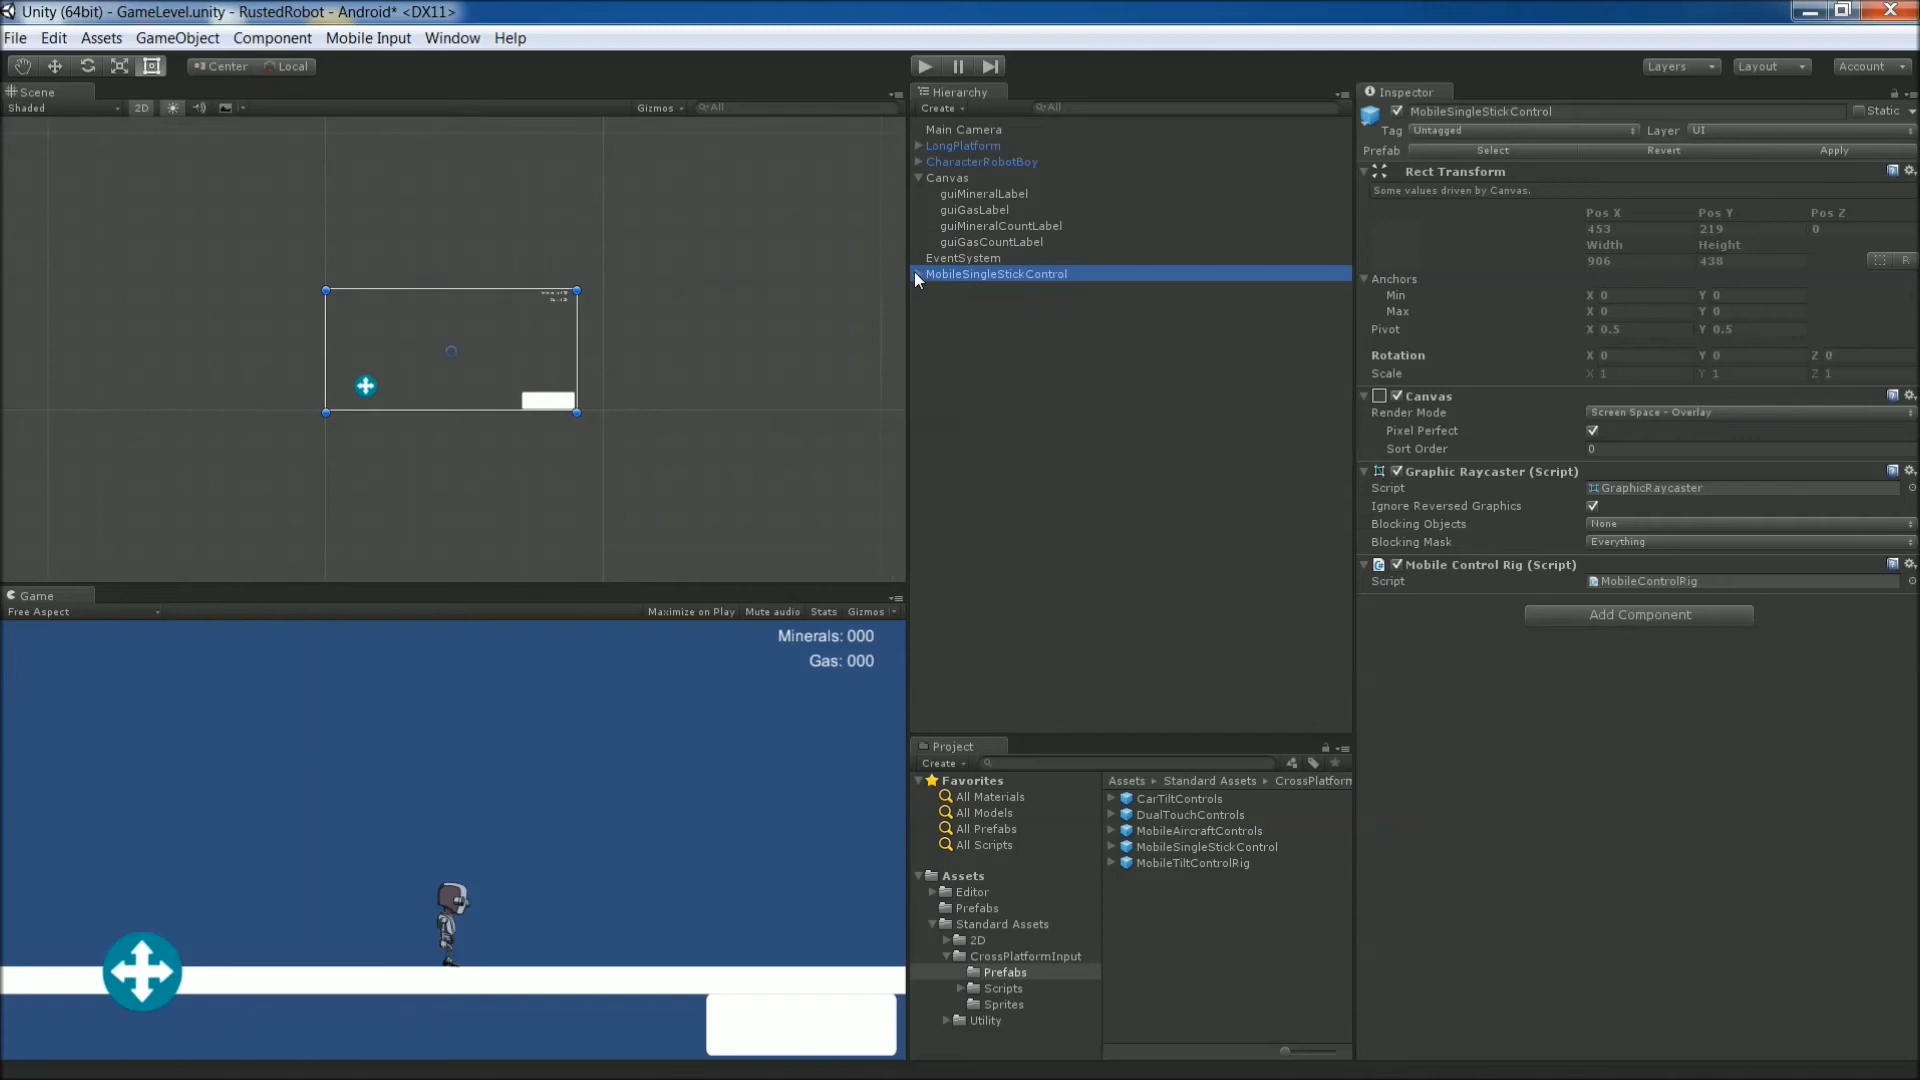 Unity (64bit) - GameLevel.unity - RustedRobot - Android* <DX11>
File Edit Assets GameObject Component Mobile Input Window Help
Center Local
Layers Layout Account
Scene
Shaded 2D Gizmos All
Hierarchy
Create All
Main Camera
LongPlatform
CharacterRobotBoy
Canvas
guiMineralLabel
guiGasLabel
guiMineralCountLabel
guiGasCountLabel
EventSystem
MobileSingleStickControl
Inspector
MobileSingleStickControl Static
Tag Untagged Layer UI
Prefab Select Revert Apply
Rect Transform
Some values driven by Canvas.
Pos X Pos Y Pos Z
453 219 0
Width Height
906 438
R
Anchors
Min X 0 Y 0
Max X 0 Y 0
Pivot X 0.5 Y 0.5
Rotation X 0 Y 0 Z 0
Scale X 1 Y 1 Z 1
Canvas
Render Mode Screen Space - Overlay
Pixel Perfect
Sort Order 0
Graphic Raycaster (Script)
Script GraphicRaycaster
Ignore Reversed Graphics
Blocking Objects None
Blocking Mask Everything
Mobile Control Rig (Script)
Script MobileControlRig
Add Component
Game
Free Aspect Maximize on Play Mute audio Stats Gizmos
Minerals: 000
Gas: 000
Project
Create
Favorites
All Materials
All Models
All Prefabs
All Scripts
Assets
Editor
Prefabs
Standard Assets
2D
CrossPlatformInput
Prefabs
Scripts
Sprites
Utility
Assets Standard Assets CrossPlatform
CarTiltControls
DualTouchControls
MobileAircraftControls
MobileSingleStickControl
MobileTiltControlRig